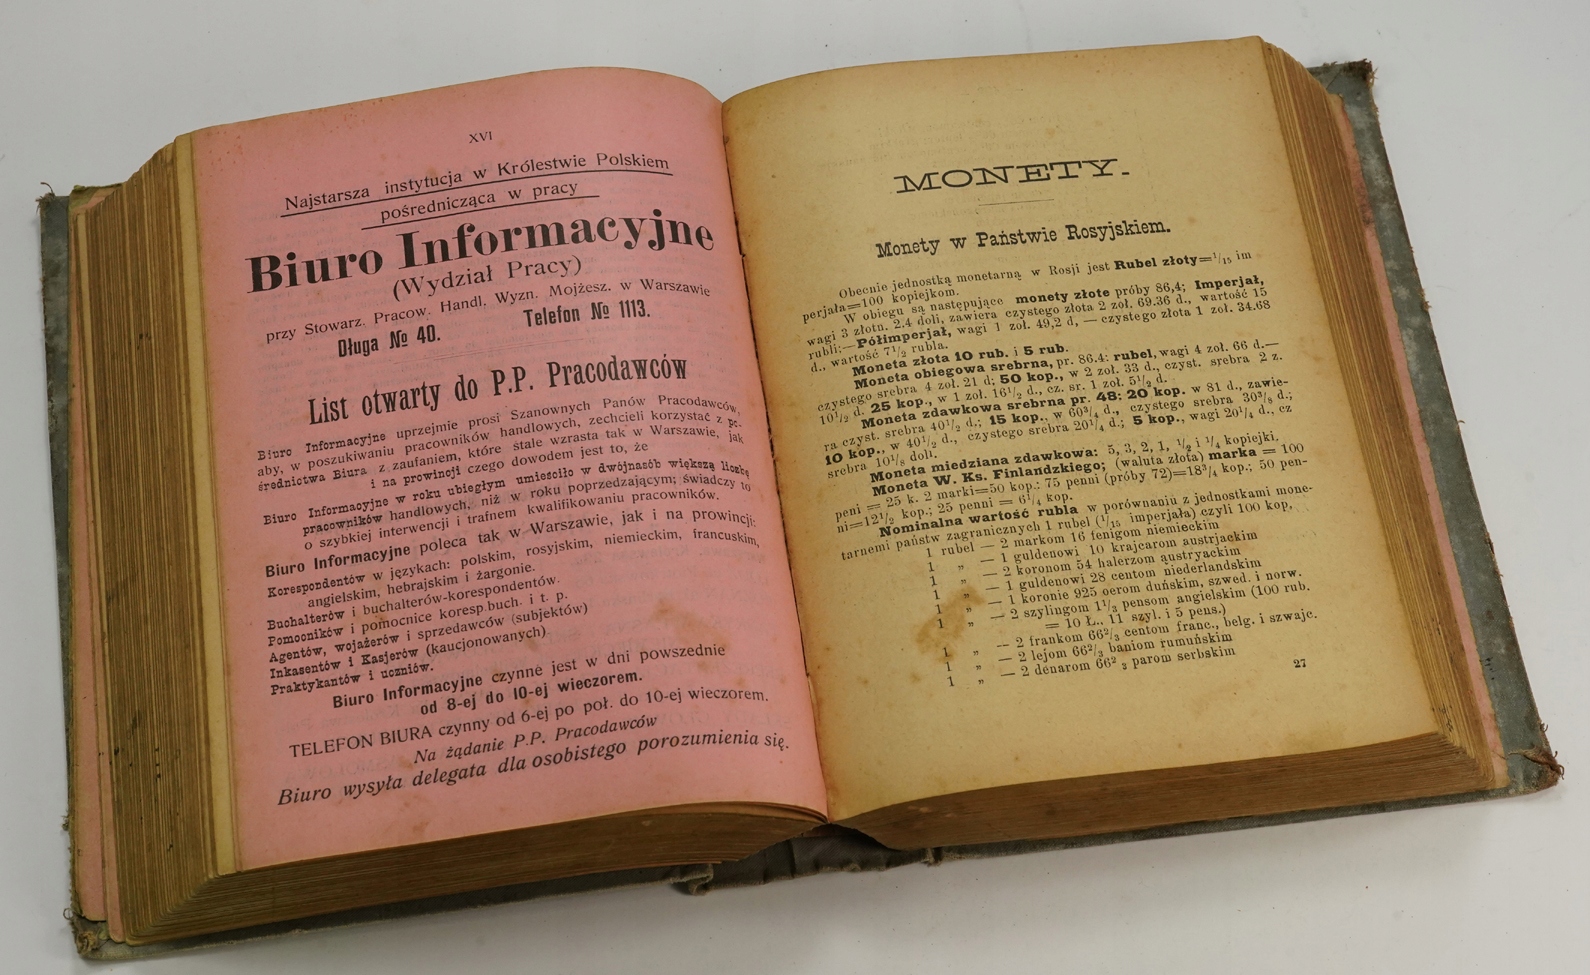 XVI
Najstarsza instytucja w Królestwie Polskiem
pośrednicząca w pracy
Biuro Informacyjne
(Wydział Pracy)
przy Stowarz. Pracow. Handl. Wyzn. Mojżesz. w Warszawie
Długa № 40. Telefon № 1113.
List otwarty do P.P. Pracodawców
Biuro Informacyjne uprzejmie prosi Szanownych Panów Pracodawców,
aby, w poszukiwaniu pracowników handlowych, zechcieli korzystać z po-
średnictwa Biura z zaufaniem, które stale wzrasta tak w Warszawie, jak
i na prowincji czego dowodem jest to, że
Biuro Informacyjne w roku ubiegłym umieściło w dwójnasób większą liczbę
pracowników handlowych, niż w roku poprzedzającym; świadczy to
o szybkiej interwencji i trafnem kwalifikowaniu pracowników.
Biuro Informacyjne poleca tak w Warszawie, jak i na prowincji:
Korespondentów w językach: polskim, rosyjskim, niemieckim, francuskim,
angielskim, hebrajskim i żargonie.
Buchalterów i buchalterów-korespondentów.
Pomocników i pomocnice koresp. buch. i t. p.
Agentów, wojażerów i sprzedawców (subjektów)
Inkasentów i Kasjerów (kaucjonowanych)
Praktykantów i uczniów.
Biuro Informacyjne czynne jest w dni powszednie
od 8-ej do 10-ej wieczorem.
TELEFON BIURA czynny od 6-ej po poł. do 10-ej wieczorem.
Na żądanie P.P. Pracodawców
Biuro wysyła delegata dla osobistego porozumienia się.
MONETY.
Monety w Państwie Rosyjskiem.
Obecnie jednostką monetarną w Rosji jest Rubel złoty=1/15 im
perjała=100 kopiejkom.
W obiegu są następujące monety złote próby 86,4; Imperjał,
wagi 3 złotn. 2.4 doli, zawiera czystego złota 2 zoł. 69.36 d., wartość 15
rubli;—Półimperjał, wagi 1 zoł. 49,2 d, — czystego złota 1 zoł. 34.68
d., wartość 7 1/2 rubla.
Moneta złota 10 rub. i 5 rub.
Moneta obiegowa srebrna, pr. 86.4: rubel, wagi 4 zoł. 66 d.—
czystego srebra 4 zoł. 21 d; 50 kop., w 2 zoł. 33 d., czyst. srebra 2 z.
10 1/2 d. 25 kop., w 1 zoł. 16 1/2 d., cz. sr. 1 zoł. 5 1/2 d.
Moneta zdawkowa srebrna pr. 48: 20 kop. w 81 d., zawie-
ra czyst. srebra 40 1/2 d.; 15 kop., w 60 3/4 d., czystego srebra 30 3/8 d.;
10 kop., w 40 1/2 d., czystego srebra 20 1/4 d.; 5 kop., wagi 20 1/4 d., cz
srebra 10 1/8 doli.
Moneta miedziana zdawkowa: 5, 3, 2, 1, 1/2 i 1/4 kopiejki.
Moneta W. Ks. Finlandzkiego; (waluta złota) marka = 100
peni = 25 k. 2 marki=50 kop.; 75 penni (próby 72)=18 3/4 kop.; 50 pen-
ni=12 1/2 kop.; 25 penni = 6 1/4 kop.
Nominalna wartość rubla w porównaniu z jednostkami mone-
tarnemi państw zagranicznych 1 rubel (1/15 imperjała) czyli 100 kop.
1 rubel — 2 markom 16 fenigom niemieckim
1 „ — 1 guldenowi 10 krajcarom austrjackim
1 „ — 2 koronom 54 halerzom austryackim
1 „ — 1 guldenowi 28 centom niederlandskim
1 „ — 1 koronie 925 oerom duńskim, szwed. i norw.
1 „ — 2 szylingom 1 1/3 pensom angielskim (100 rub.
= 10 Ł., 11 szyl. i 5 pens.)
1 „ — 2 frankom 66 2/3 centom franc., belg. i szwajc.
1 „ — 2 lejom 66 2/3 baniom rumuńskim
1 „ — 2 denarom 66 2 3 parom serbskim
27